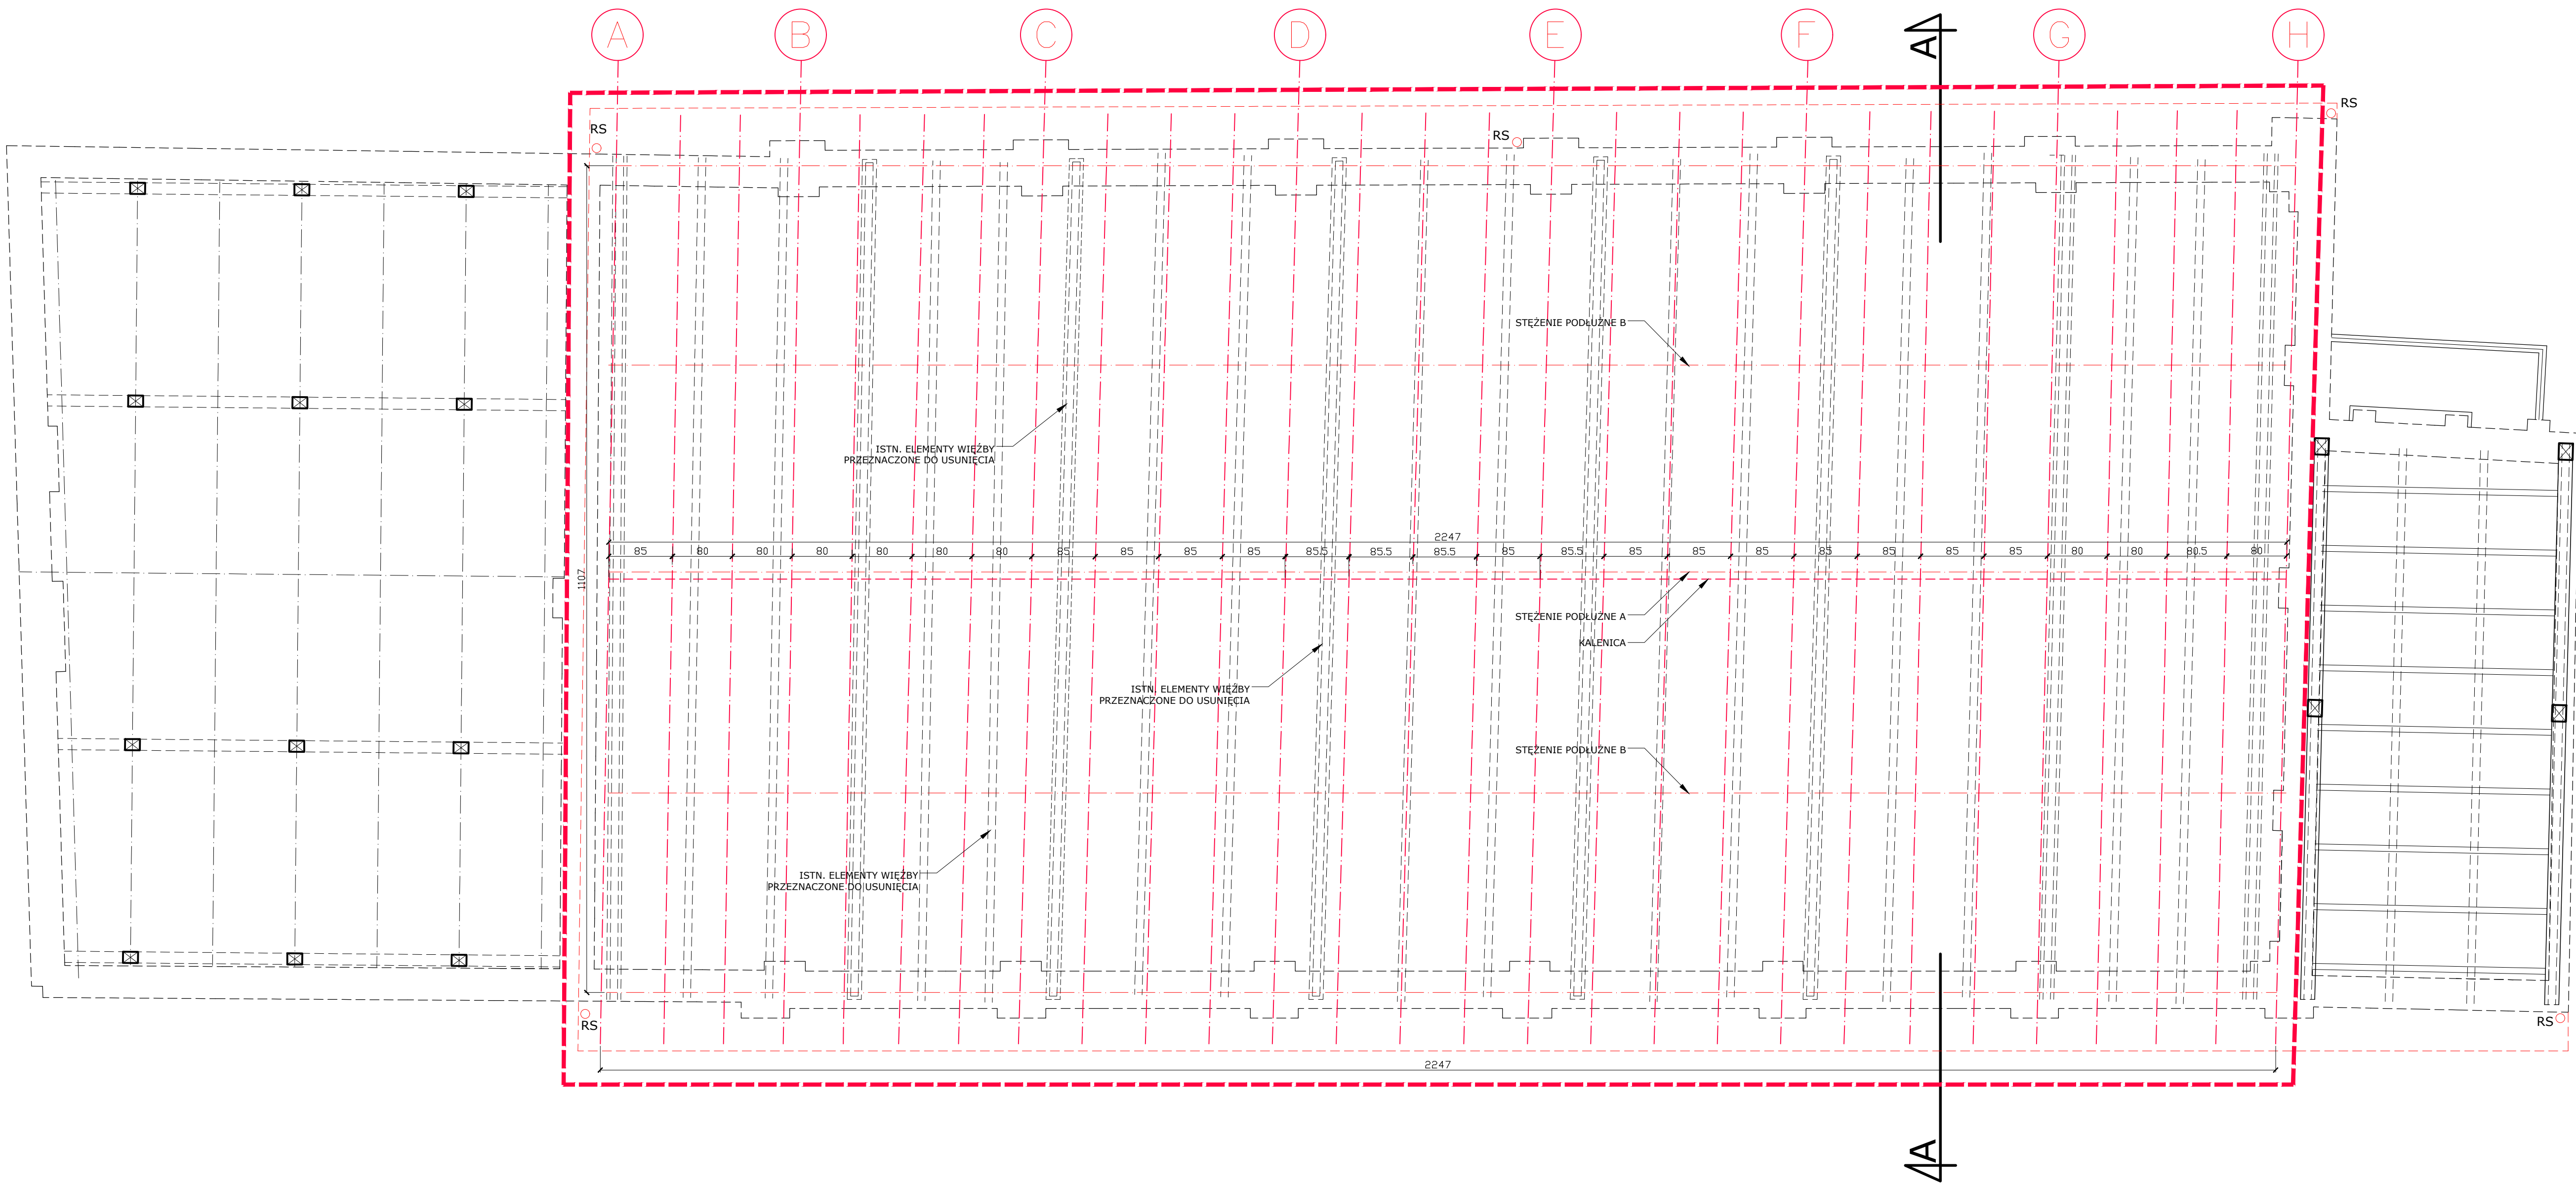 A B C D E F A G H
RS
RS
RS
STĘŻENIE PODŁUŻNE B
ISTN. ELEMENTY WIĘŹBY
PRZEZNACZONE DO USUNIĘCIA
2247
85 80 80 80 80 80 80 85 85 85 85 85.5 85.5 85.5 85 85.5 85 85 85 85 85 85 85 80 80 80.5 80
1107
STĘŻENIE PODŁUŻNE A
KALENICA
ISTN. ELEMENTY WIĘŹBY
PRZEZNACZONE DO USUNIĘCIA
STĘŻENIE PODŁUŻNE B
ISTN. ELEMENTY WIĘŹBY
PRZEZNACZONE DO USUNIĘCIA
RS
RS
2247
A